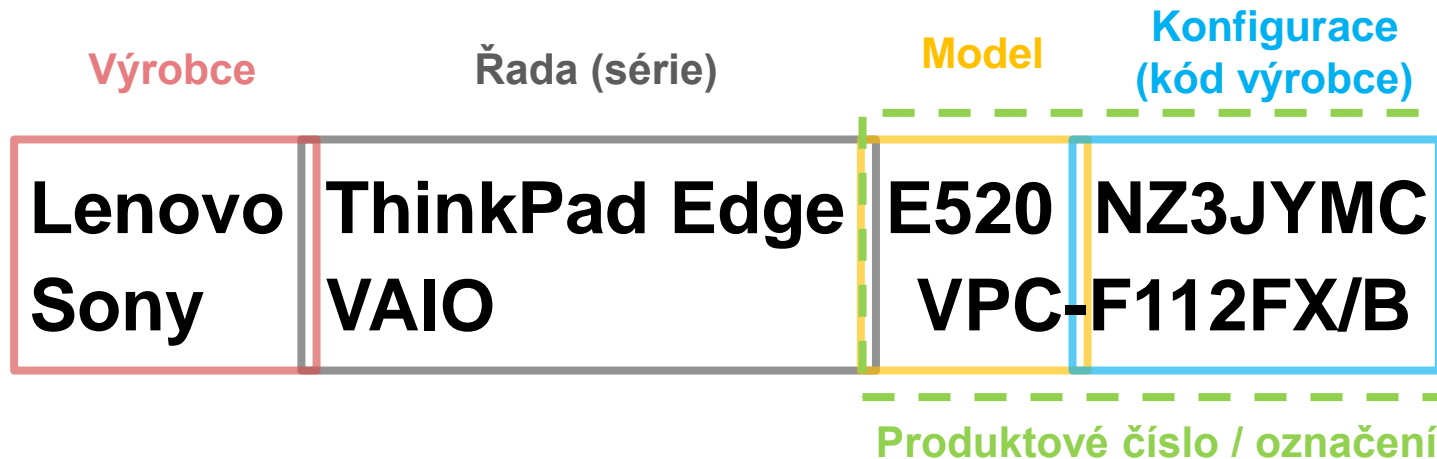 Výrobce
Řada (série)
Model
Konfigurace
(kód výrobce)
Lenovo ThinkPad Edge E520 NZ3JYMC
Sony VAIO VPC-F112FX/B
Produktové číslo / označení